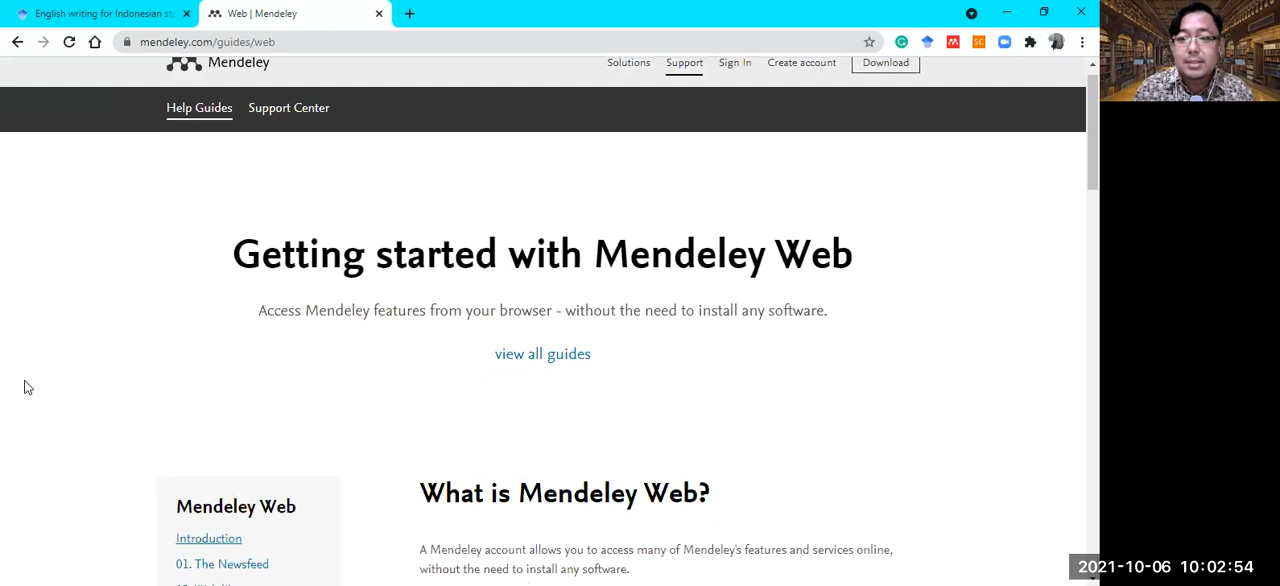 English writing for Indonesian st
Web | Mendeley
mendeley.com/guides/web
Mendeley
Solutions
Support
Sign In
Create account
Download
Help Guides
Support Center
Getting started with Mendeley Web
Access Mendeley features from your browser - without the need to install any software.
view all guides
Mendeley Web
Introduction
01. The Newsfeed
What is Mendeley Web?
A Mendeley account allows you to access many of Mendeley's features and services online,
without the need to install any software.
2021-10-06 10:02:54